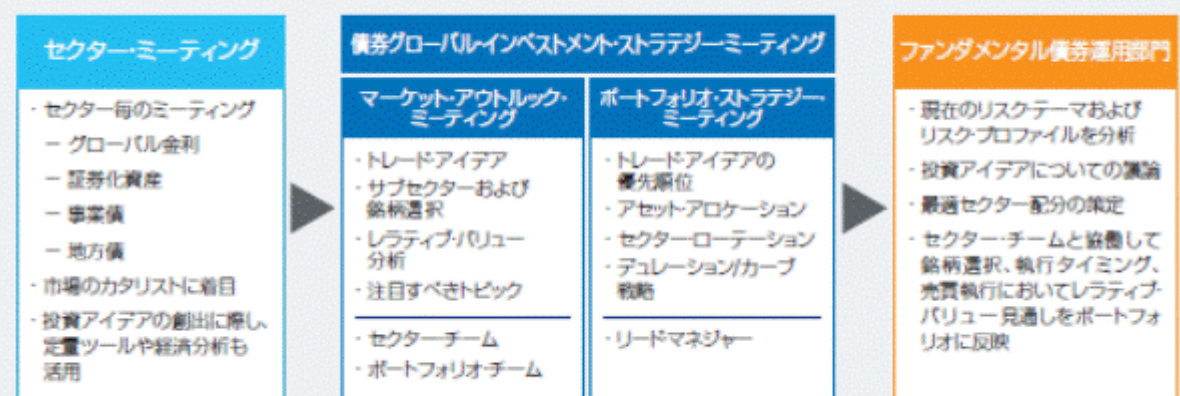 セクター・ミーティング
・セクター毎のミーティング
－ グローバル金利
－ 証券化資産
－ 事業債
－ 地方債
・市場のカタリストに着目
・投資アイデアの創出に際し、
定量ツールや経済分析も
活用
債券グローバル・インベストメント・ストラテジー・ミーティング
マーケット・アウトルック・
ミーティング
・トレード・アイデア
・サブセクターおよび
銘柄選択
・レラティブ・バリュー
分析
・注目すべきトピック
・セクターチーム
・ポートフォリオ・チーム
ポートフォリオ・ストラテジー・
ミーティング
・トレード・アイデアの
優先順位
・アセット・アロケーション
・セクター・ローテーション
・デュレーション/カーブ
戦略
・リードマネジャー
ファンダメンタル債券運用部門
・現在のリスク・テーマおよび
リスク・プロファイルを分析
・投資アイデアについての議論
・最適セクター配分の策定
・セクター・チームと協働して
銘柄選択、執行タイミング、
売買執行においてレラティブ・
バリュー見通しをポートフォ
リオに反映